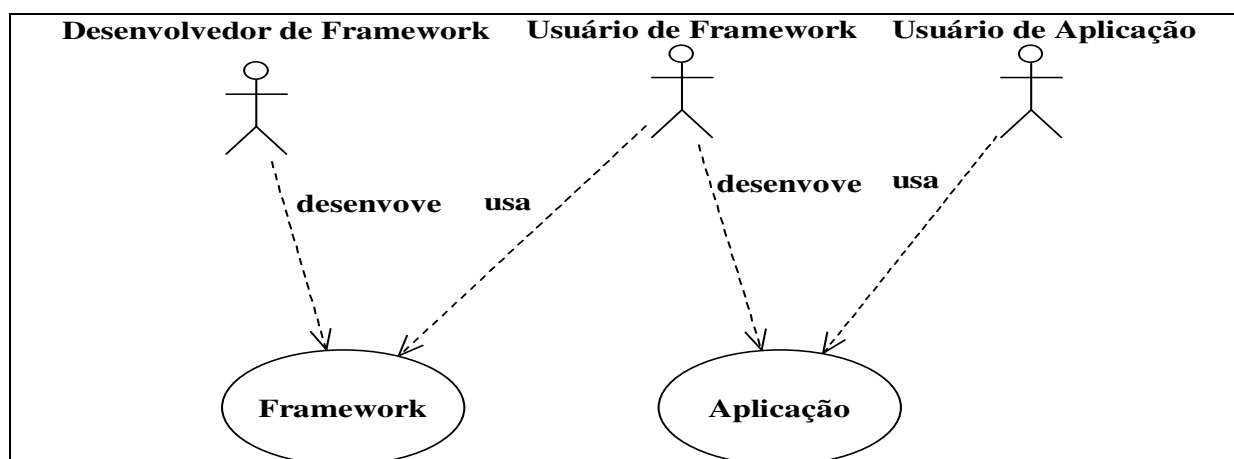 Desenvolvedor de Framework Usuário de Framework Usuário de Aplicação
desenvove usa desenvove usa
Framework Aplicação